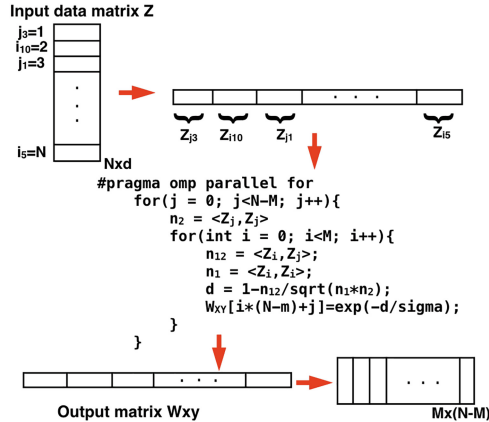 Input data matrix Z
j3=1
i10=2
j1=3
.
.
.
i5=N
Nxd
. . .
Zj3 Zi10 Zj1 Zi5
#pragma omp parallel for
for(j = 0; j<N-M; j++){
n2 = <Zj,Zj>
for(int i = 0; i<M; i++){
n12 = <Zi,Zj>;
n1 = <Zi,Zi>;
d = 1-n12/sqrt(n1*n2);
WXY[i*(N-m)+j]=exp(-d/sigma);
}
}
. . .
. . .
Output matrix Wxy
Mx(N-M)